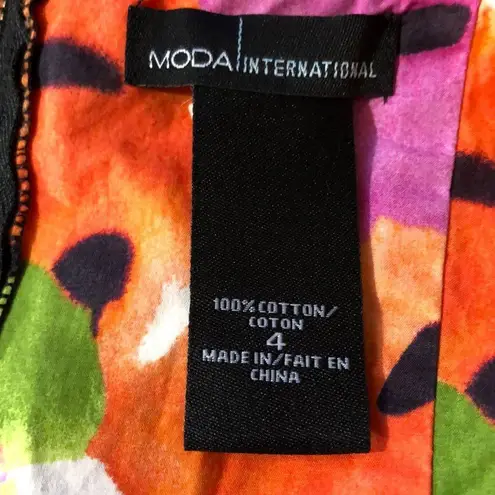 MODA INTERNATIONAL
100% COTTON/
COTON
4
MADE IN/FAIT EN
CHINA